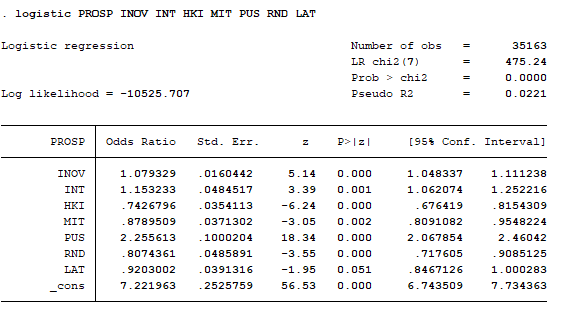 . logistic PROSP INOV INT HKI MIT PUS RND LAT
Logistic regression Number of obs = 35163
LR chi2(7) = 475.24
Prob > chi2 = 0.0000
Log likelihood = -10525.707 Pseudo R2 = 0.0221
PROSP Odds Ratio Std. Err. z P>|z| [95% Conf. Interval]
INOV 1.079329 .0160442 5.14 0.000 1.048337 1.111238
INT 1.153233 .0484517 3.39 0.001 1.062074 1.252216
HKI .7426796 .0354113 -6.24 0.000 .676419 .8154309
MIT .8789509 .0371302 -3.05 0.002 .8091082 .9548224
PUS 2.255613 .1000204 18.34 0.000 2.067854 2.46042
RND .8074361 .0485891 -3.55 0.000 .717605 .9085125
LAT .9203002 .0391316 -1.95 0.051 .8467126 1.000283
_cons 7.221963 .2525759 56.53 0.000 6.743509 7.734363